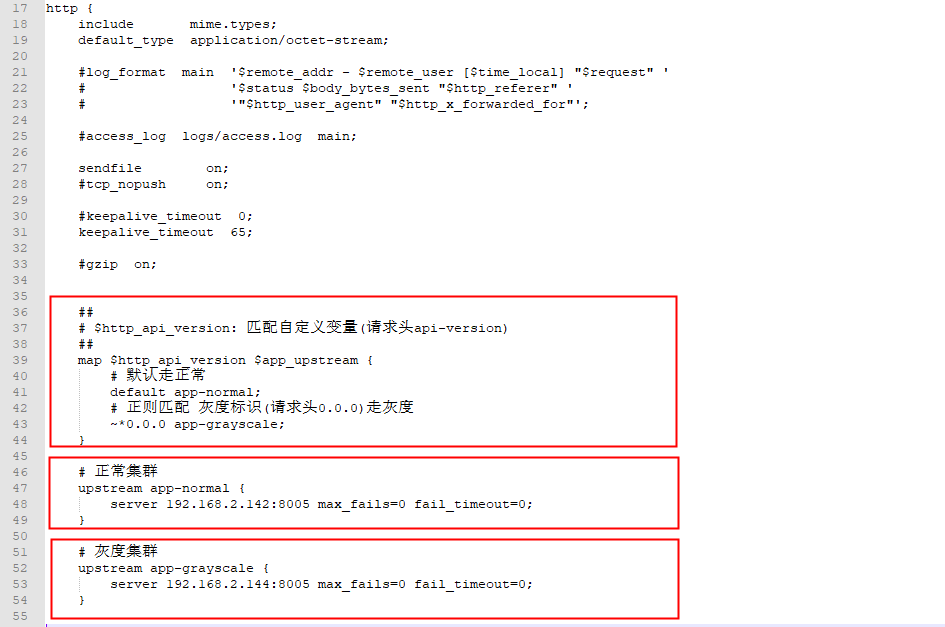 17 http {
18     include       mime.types;
19     default_type  application/octet-stream;
20
21     #log_format  main  '$remote_addr - $remote_user [$time_local] "$request" '
22     #                  '$status $body_bytes_sent "$http_referer" '
23     #                  '"$http_user_agent" "$http_x_forwarded_for"';
24
25     #access_log  logs/access.log  main;
26
27     sendfile        on;
28     #tcp_nopush     on;
29
30     #keepalive_timeout  0;
31     keepalive_timeout  65;
32
33     #gzip  on;
34
35
36     ##
37     # $http_api_version: 匹配自定义变量(请求头api-version)
38     ##
39     map $http_api_version $app_upstream {
40         # 默认走正常
41         default app-normal;
42         # 正则匹配 灰度标识(请求头0.0.0)走灰度
43         ~*0.0.0 app-grayscale;
44     }
45
46     # 正常集群
47     upstream app-normal {
48         server 192.168.2.142:8005 max_fails=0 fail_timeout=0;
49     }
50
51     # 灰度集群
52     upstream app-grayscale {
53         server 192.168.2.144:8005 max_fails=0 fail_timeout=0;
54     }
55